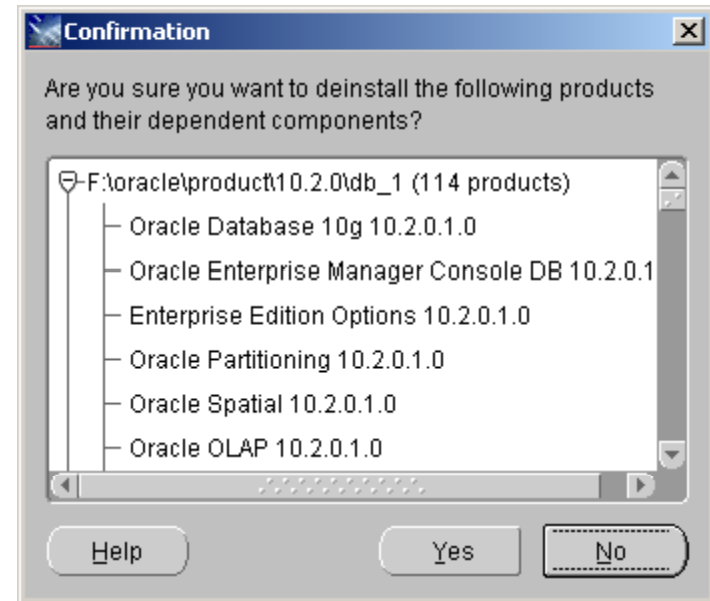 Confirmation
Are you sure you want to deinstall the following products
and their dependent components?
F:\oracle\product\10.2.0\db_1 (114 products)
Oracle Database 10g 10.2.0.1.0
Oracle Enterprise Manager Console DB 10.2.0.1
Enterprise Edition Options 10.2.0.1.0
Oracle Partitioning 10.2.0.1.0
Oracle Spatial 10.2.0.1.0
Oracle OLAP 10.2.0.1.0
Help
Yes
No